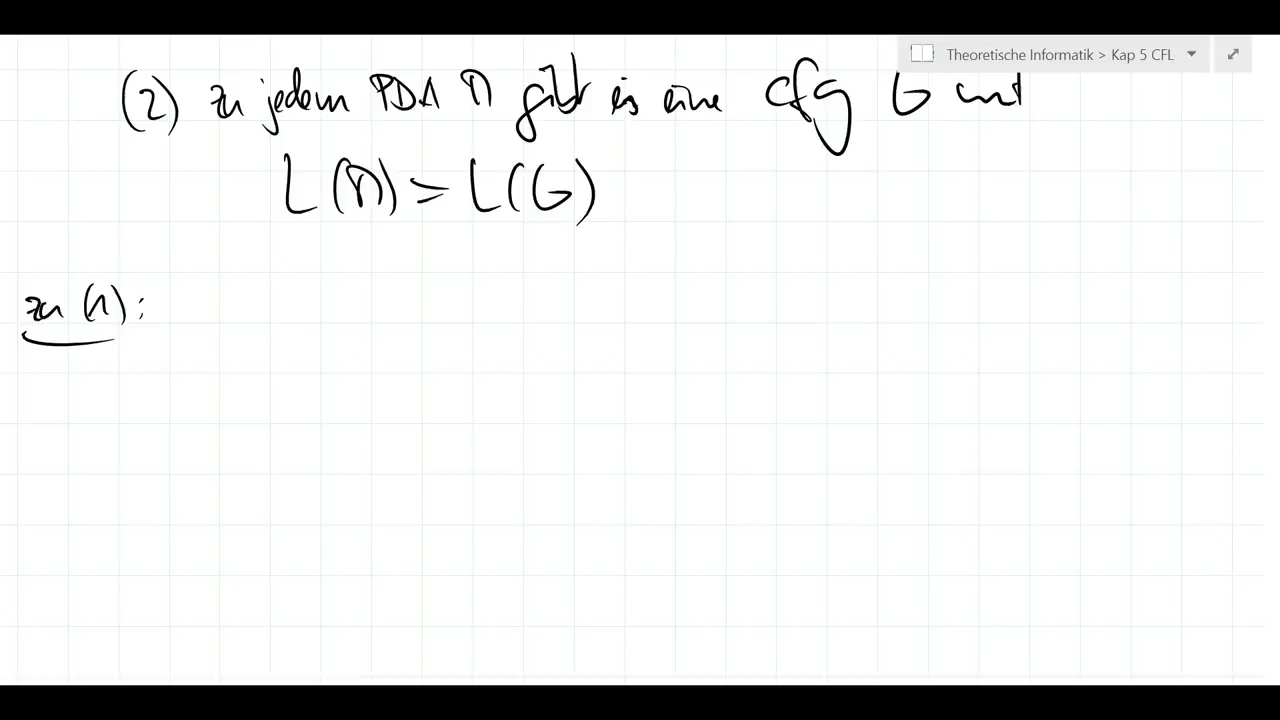 Theoretische Informatik > Kap 5 CFL
(2) zu jedem PDA M gibt es eine cfg G mit
L(M) = L(G)
zu (1):